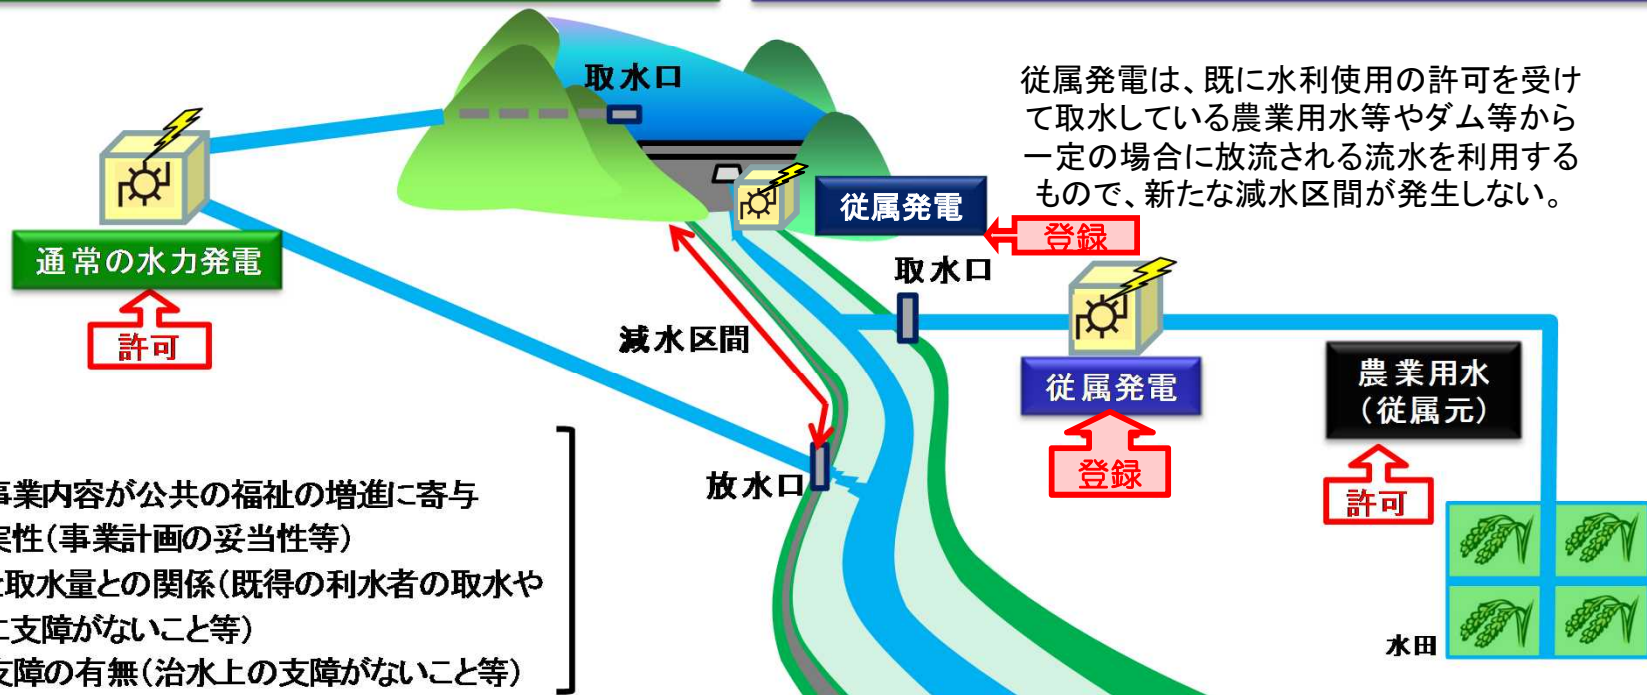 取水口
従属発電は、既に水利使用の許可を受け
て取水している農業用水等やダム等から
一定の場合に放流される流水を利用する
もので、新たな減水区間が発生しない。
従属発電
登録
通常の水力発電
許可
取水口
減水区間
従属発電
登録
農業用水
（従属元）
許可
放水口
水田
事業内容が公共の福祉の増進に寄与
実性（事業計画の妥当性等）
取水量との関係（既得の利水者の取水や
に支障がないこと等）
支障の有無（治水上の支障がないこと等）